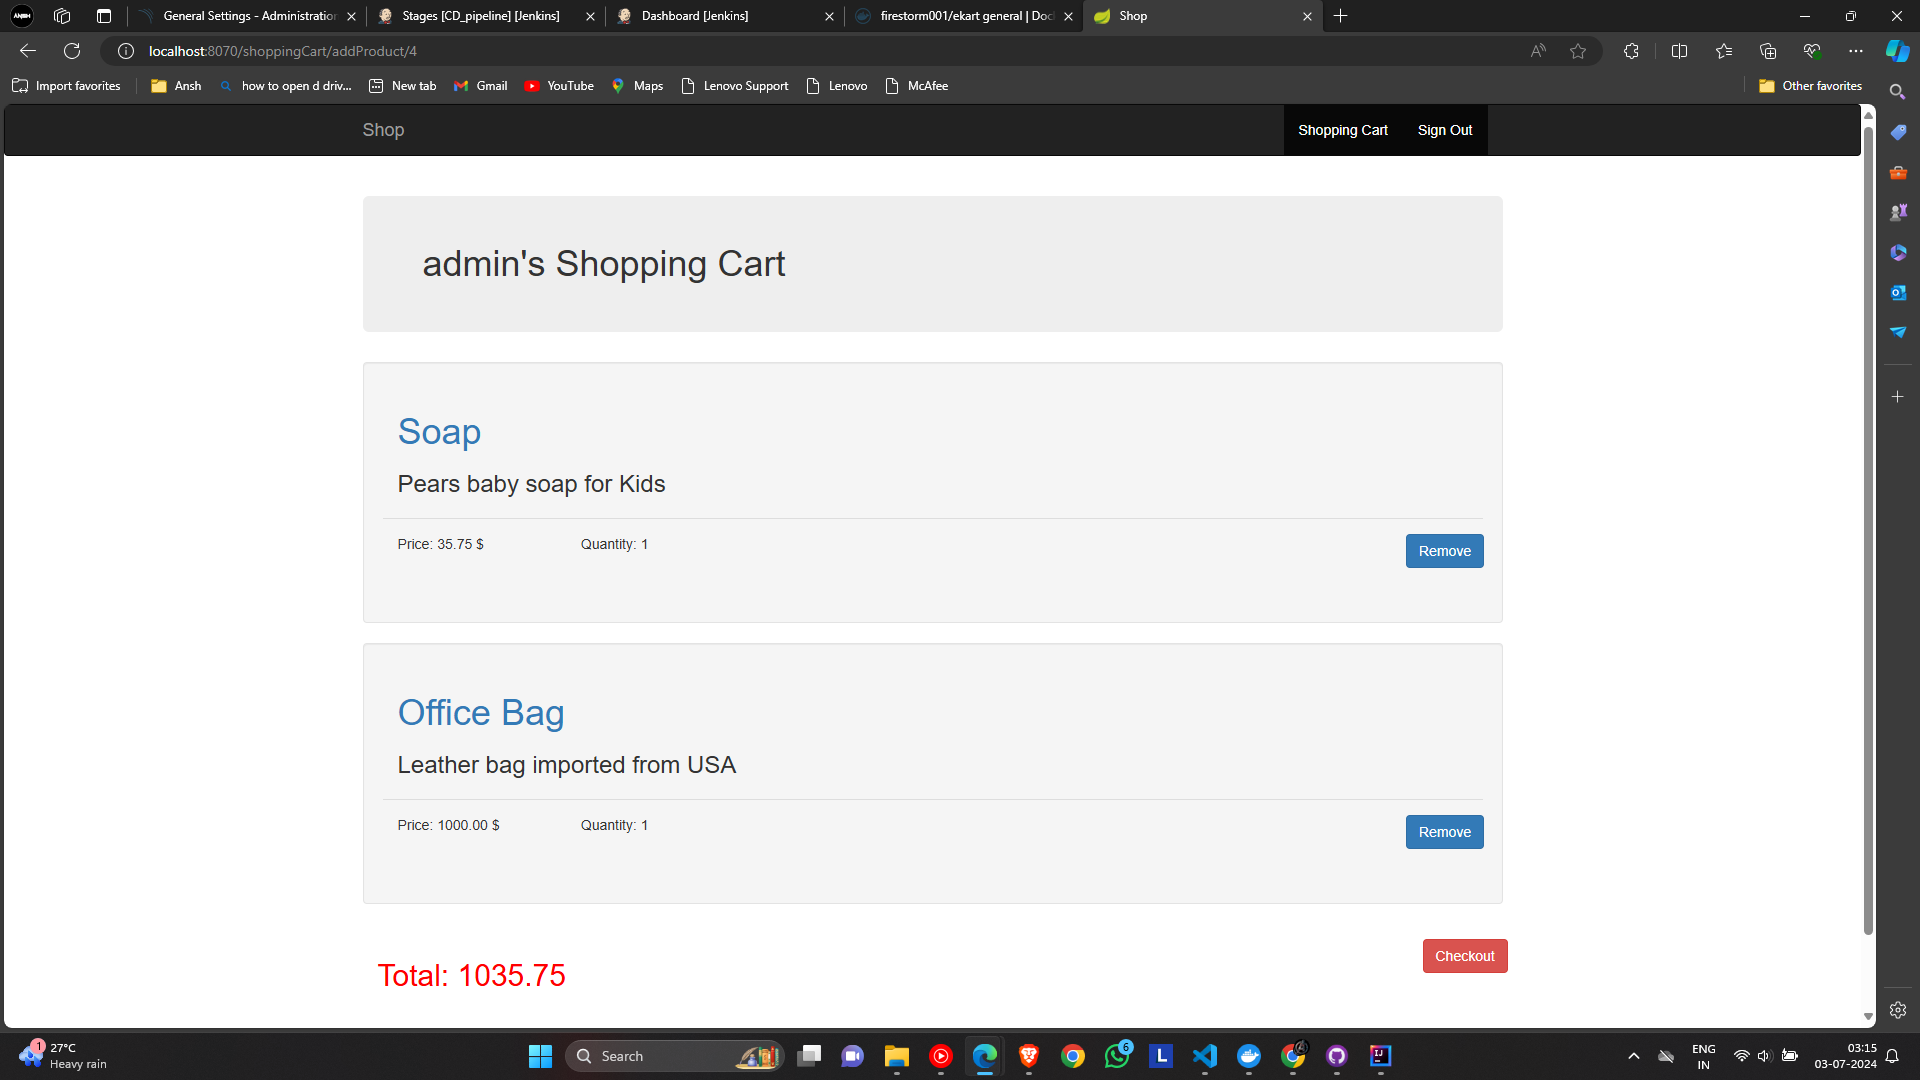 General Settings - Administration
Stages [CD_pipeline] [Jenkins]
Dashboard [Jenkins]
firestorm001/ekart general | Doc
Shop
localhost:8070/shoppingCart/addProduct/4
Import favorites
Ansh
how to open d driv...
New tab
Gmail
YouTube
Maps
Lenovo Support
Lenovo
McAfee
Other favorites
Shop
Shopping Cart
Sign Out
admin's Shopping Cart
Soap
Pears baby soap for Kids
Price: 35.75 $
Quantity: 1
Remove
Office Bag
Leather bag imported from USA
Price: 1000.00 $
Quantity: 1
Remove
Total: 1035.75
Checkout
1
27°C
Heavy rain
Search
6
L
IJ
ENG
IN
03:15
03-07-2024